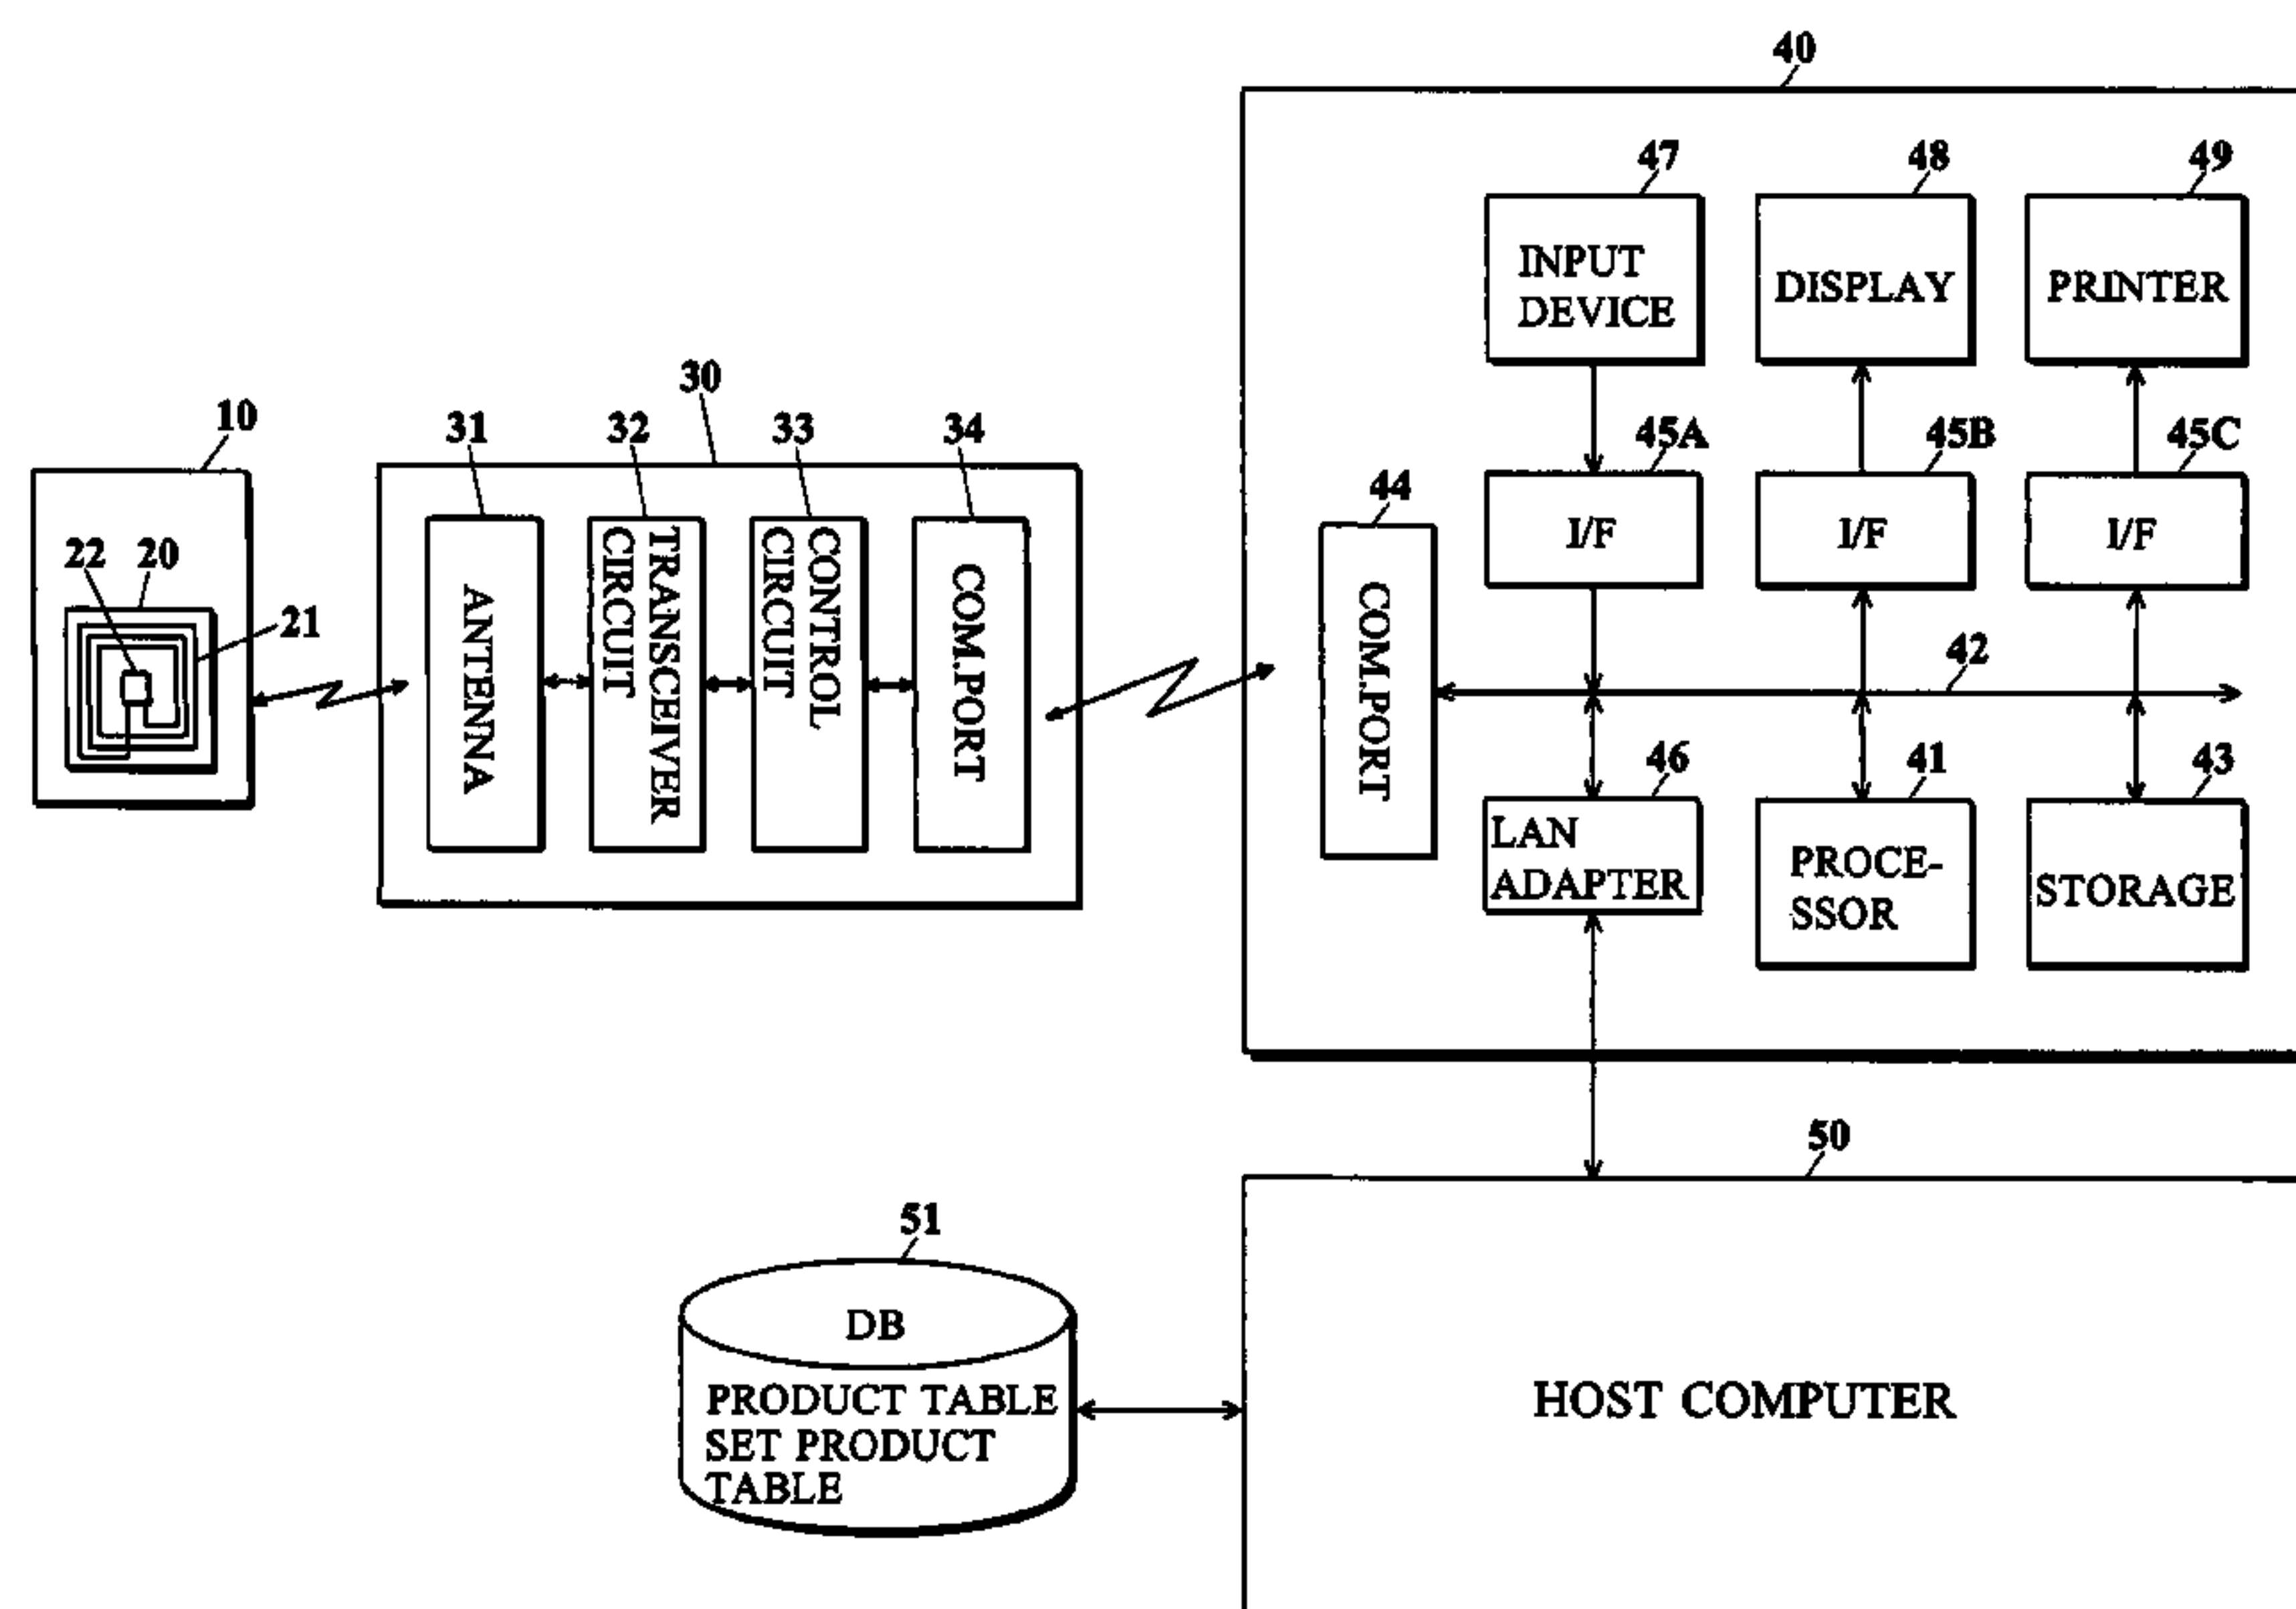 40
47
48
49
INPUT
DEVICE
DISPLAY
PRINTER
45A
45B
45C
I/F
I/F
I/F
44
COM.PORT
42
46
41
43
LAN
ADAPTER
PROCE-
SSOR
STORAGE
30
31
32
33
34
ANTENNA
TRANSCEIVER
CIRCUIT
CONTROL
CIRCUIT
COM.PORT
10
22
20
21
50
HOST COMPUTER
51
DB
PRODUCT TABLE
SET PRODUCT
TABLE